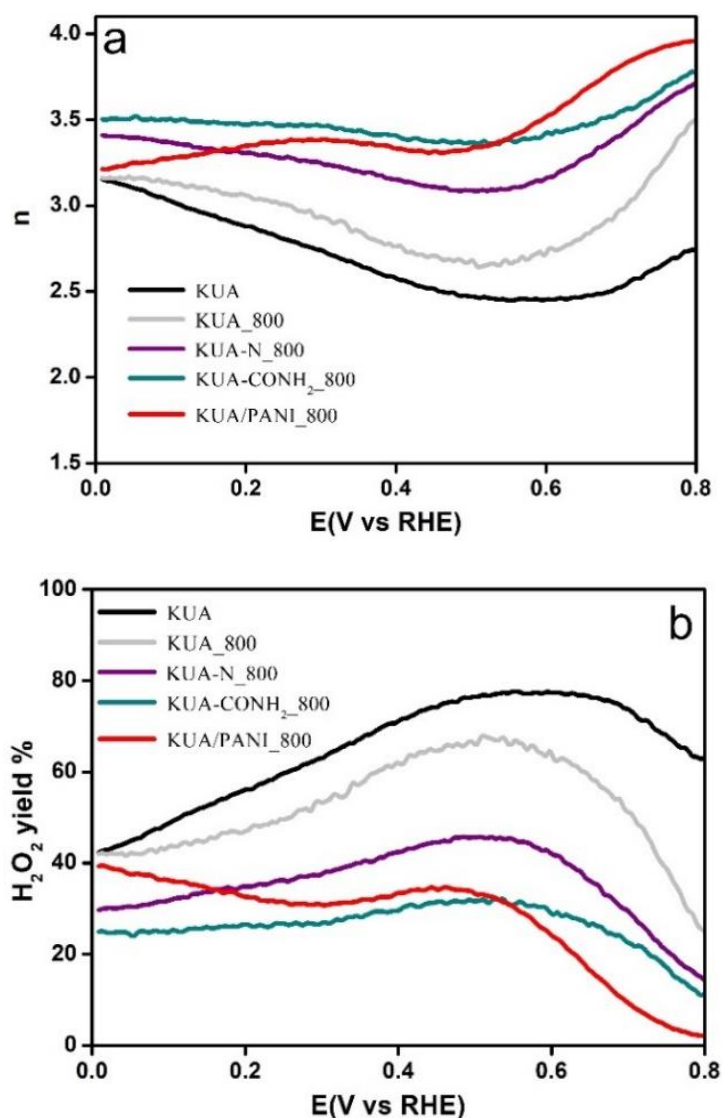 a
4.0
3.5
3.0
n
2.5
2.0
1.5
KUA
KUA_800
KUA-N_800
KUA-CONH₂_800
KUA/PANI_800
0.0 0.2 0.4 0.6 0.8
E(V vs RHE)
b
100
80
60
40
20
0
H₂O₂ yield %
KUA
KUA_800
KUA-N_800
KUA-CONH₂_800
KUA/PANI_800
0.0 0.2 0.4 0.6 0.8
E(V vs RHE)